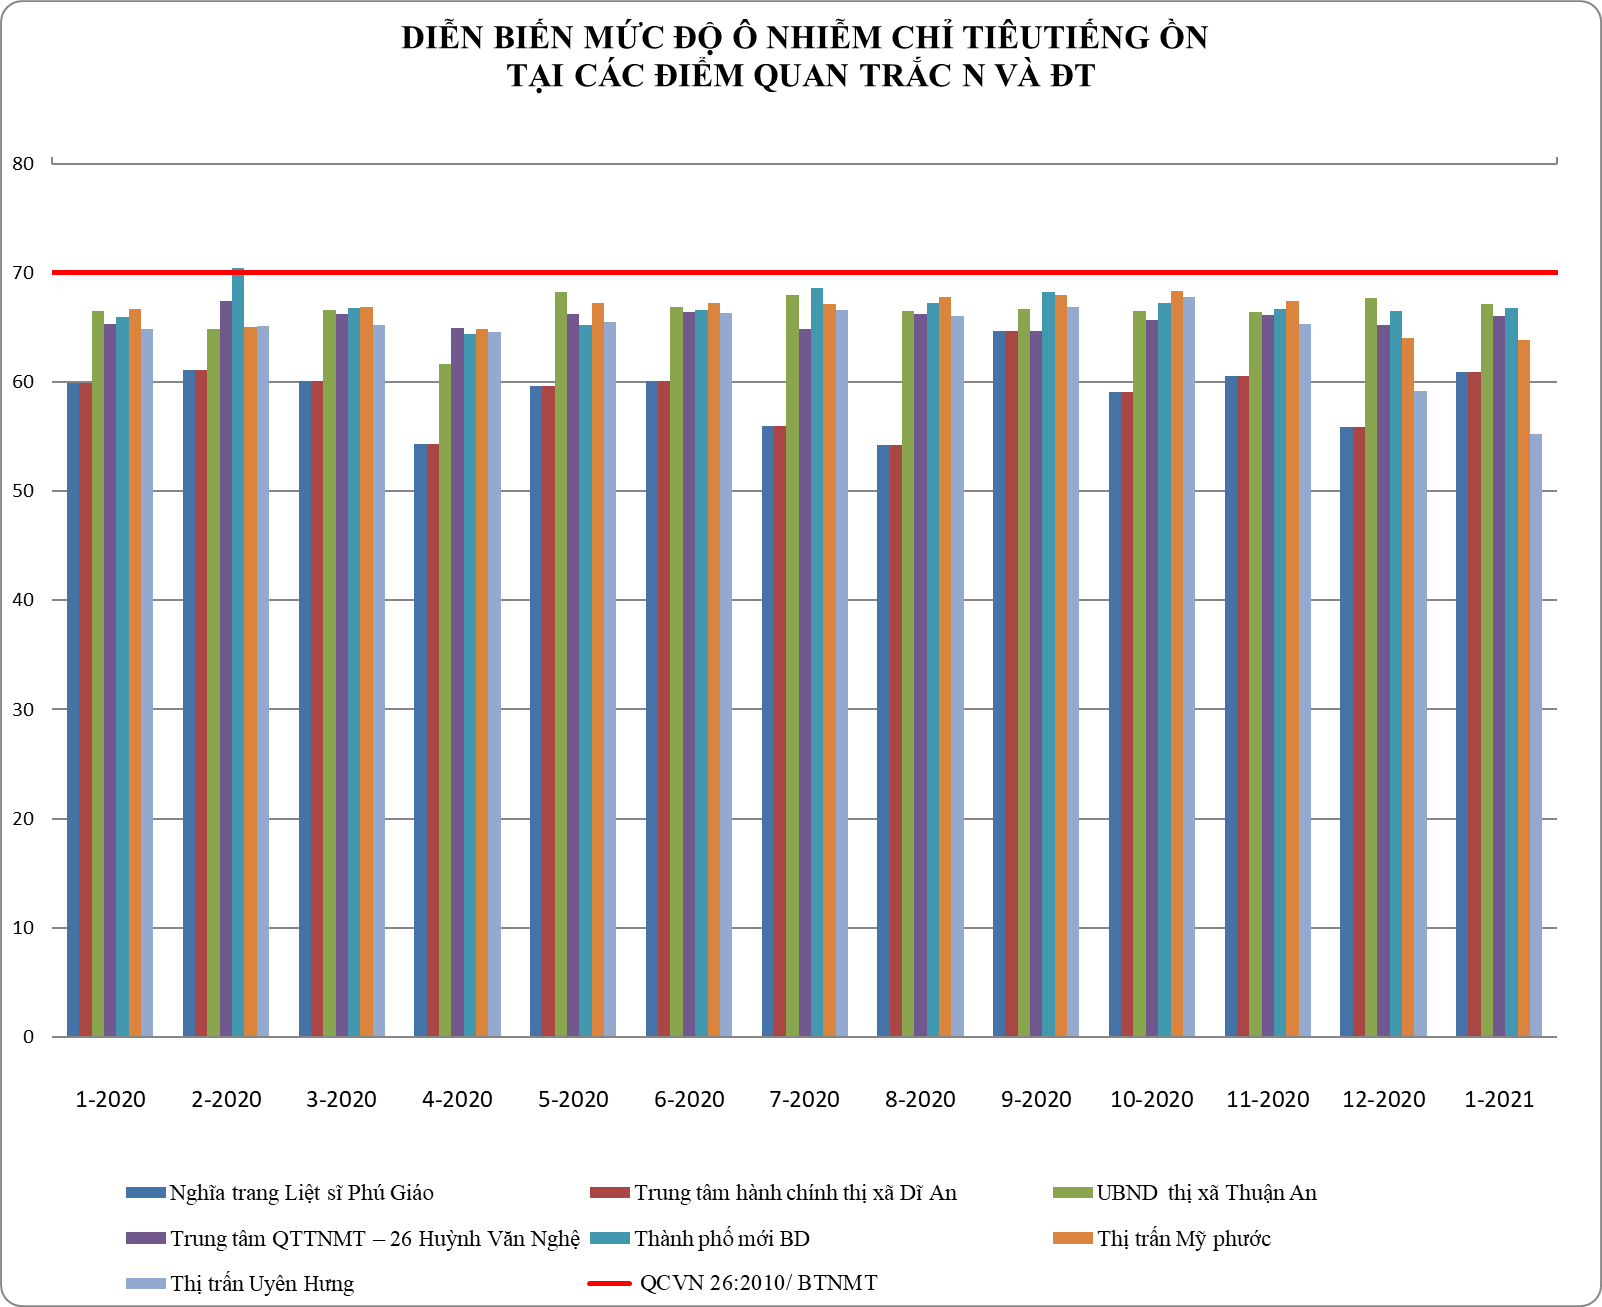 DIỄN BIẾN MỨC ĐỘ Ô NHIỄM CHỈ TIÊUTIẾNG ỒN
TẠI CÁC ĐIỂM QUAN TRẮC N VÀ ĐT
80
70
60
50
40
30
20
10
0
1-2020 2-2020 3-2020 4-2020 5-2020 6-2020 7-2020 8-2020 9-2020 10-2020 11-2020 12-2020 1-2021
Nghĩa trang Liệt sĩ Phú Giáo Trung tâm hành chính thị xã Dĩ An UBND thị xã Thuận An
Trung tâm QTTNMT – 26 Huỳnh Văn Nghệ Thành phố mới BD Thị trấn Mỹ phước
Thị trấn Uyên Hưng QCVN 26:2010/ BTNMT